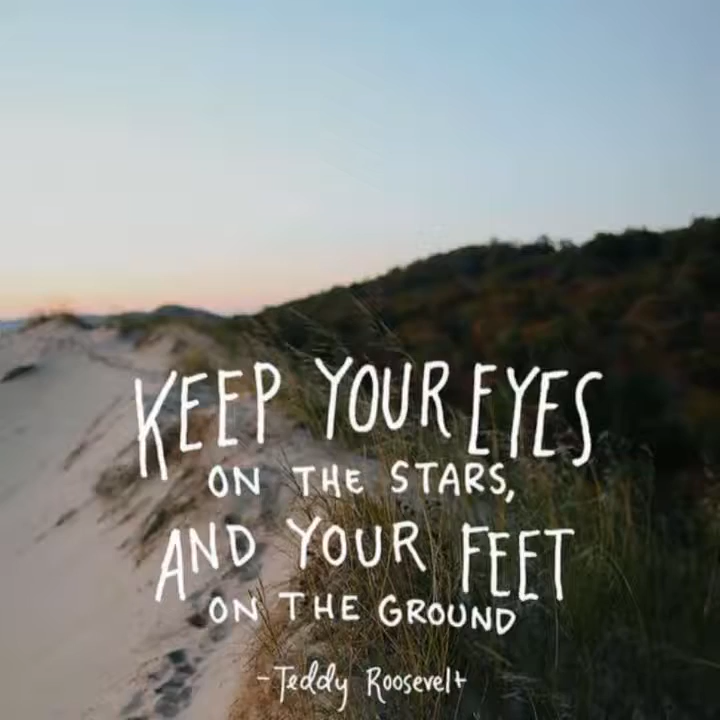 KEEP YOUR EYES
ON THE STARS,
AND YOUR FEET
ON THE GROUND
-Teddy Roosevelt